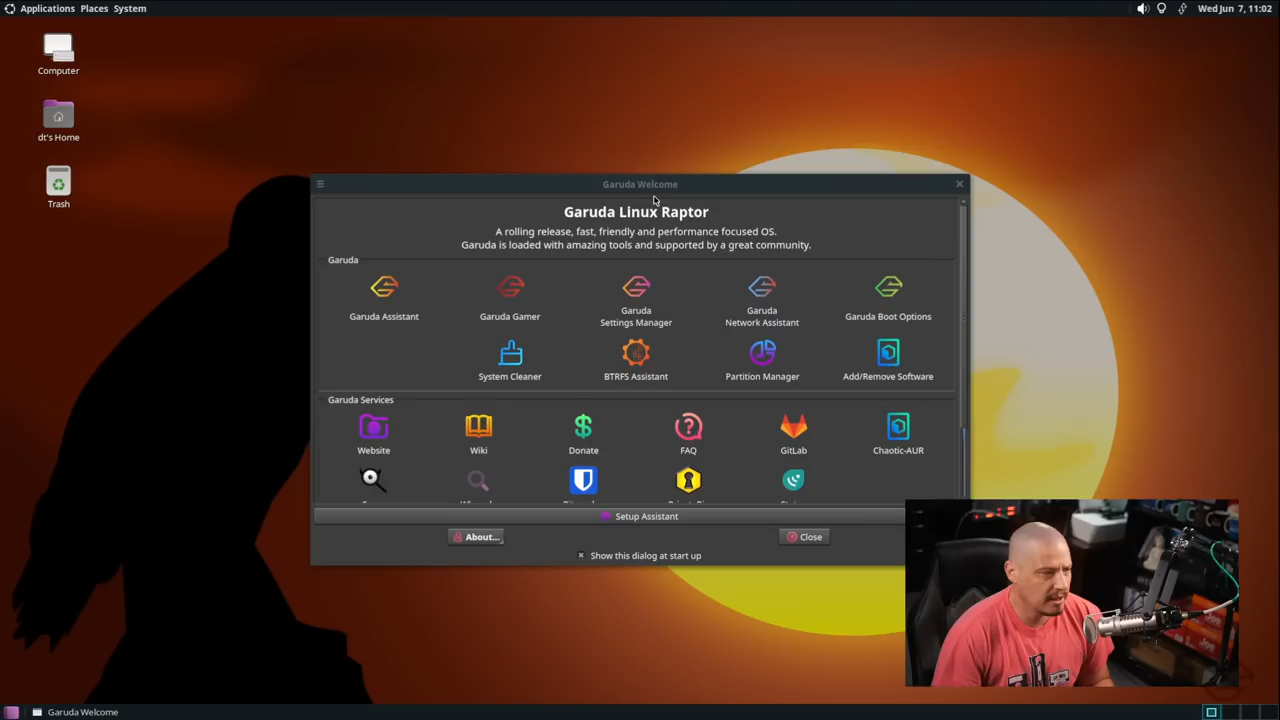 Applications Places System
Wed Jun 7, 11:02
Computer
dt's Home
Trash
Garuda Welcome
Garuda Linux Raptor
A rolling release, fast, friendly and performance focused OS.
Garuda is loaded with amazing tools and supported by a great community.
Garuda
Garuda Assistant
Garuda Gamer
Garuda
Settings Manager
Garuda
Network Assistant
Garuda Boot Options
System Cleaner
BTRFS Assistant
Partition Manager
Add/Remove Software
Garuda Services
Website
Wiki
Donate
FAQ
GitLab
Chaotic-AUR
Setup Assistant
About...
Close
Show this dialog at start up
Garuda Welcome